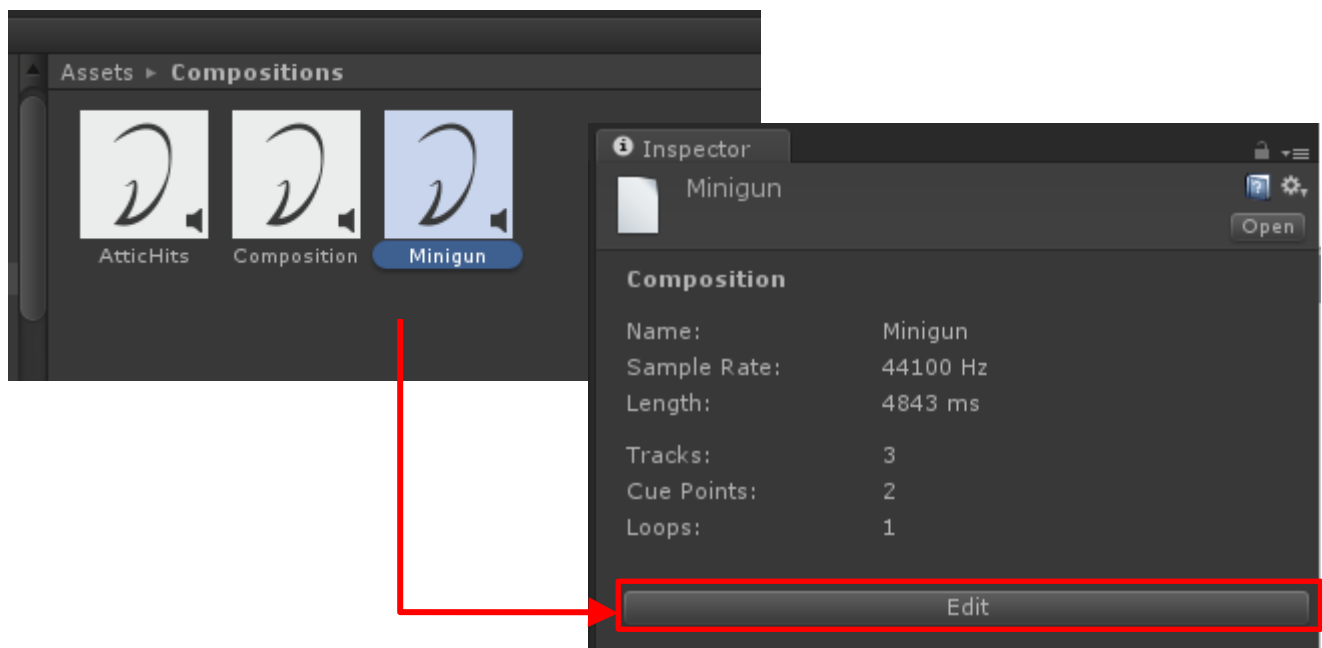 Assets ▸ Compositions
AtticHits Composition Minigun
Inspector
Minigun
Open
Composition
Name: Minigun
Sample Rate: 44100 Hz
Length: 4843 ms
Tracks: 3
Cue Points: 2
Loops: 1
Edit